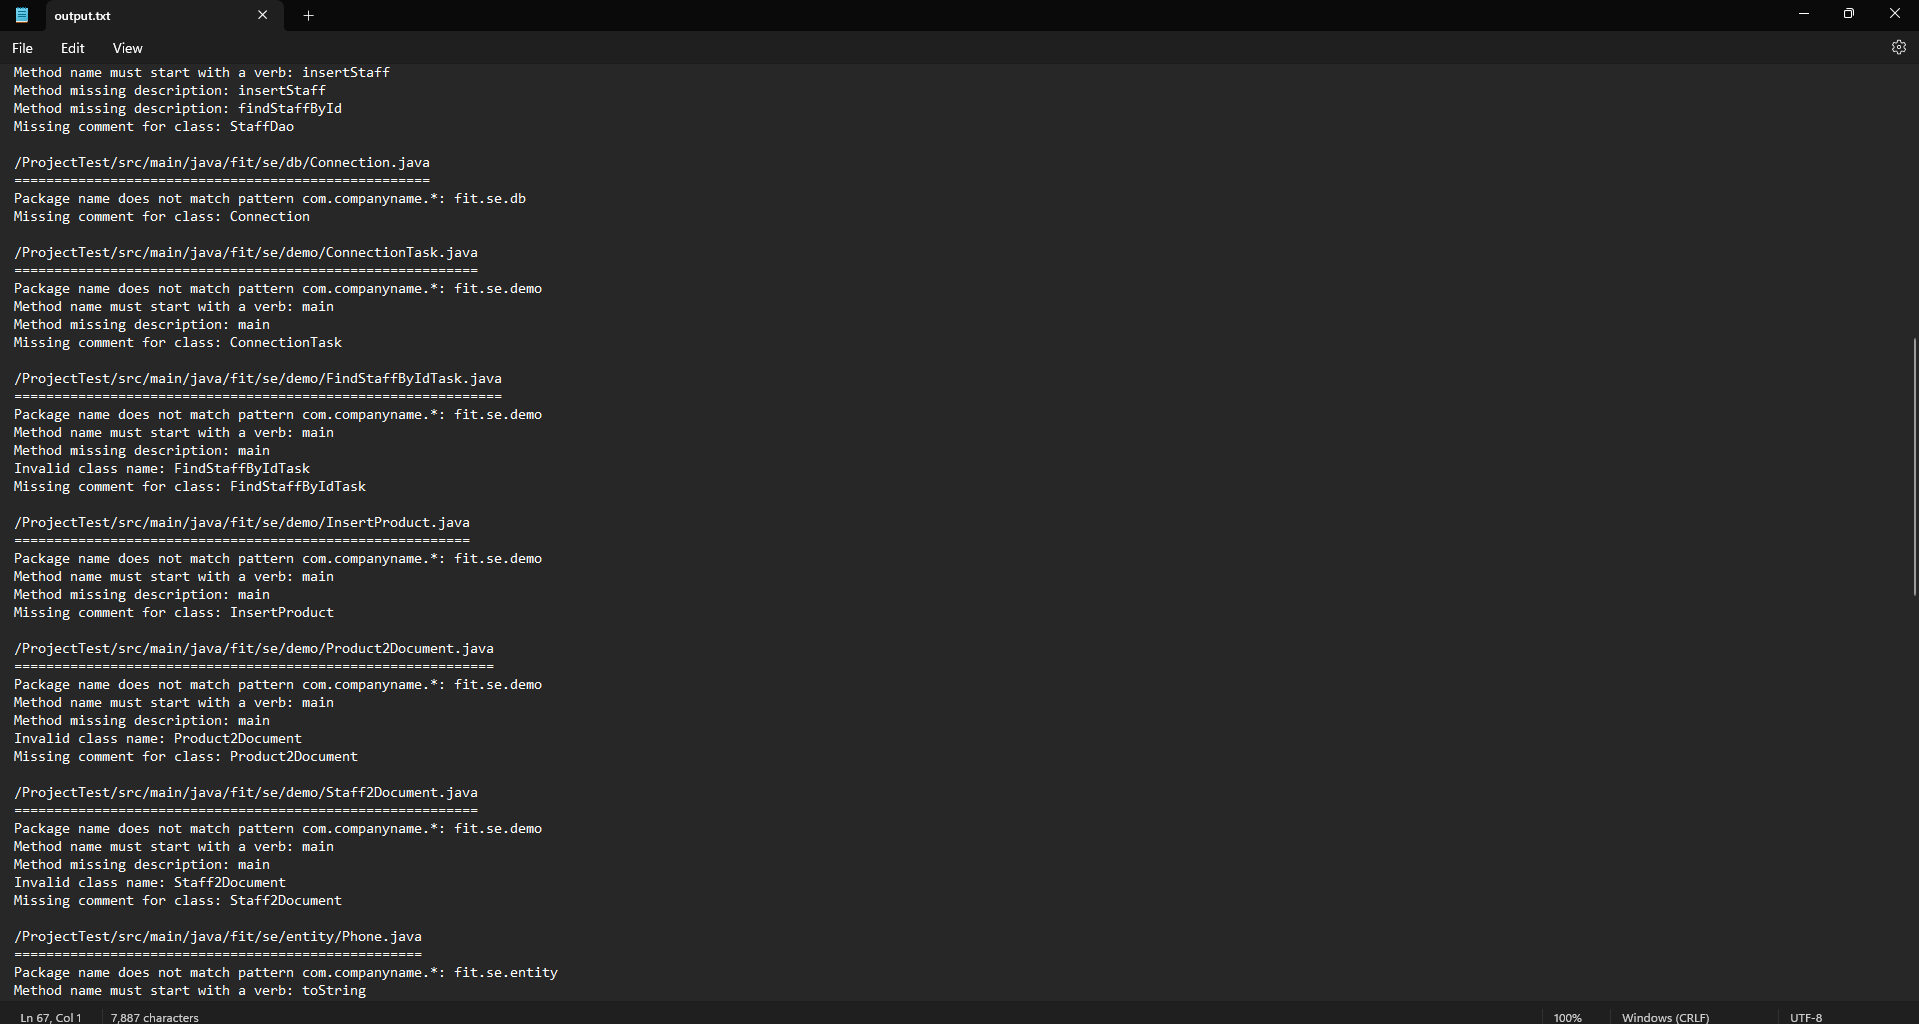 output.txt
File Edit View
Method name must start with a verb: insertStaff
Method missing description: insertStaff
Method missing description: findStaffById
Missing comment for class: StaffDao
/ProjectTest/src/main/java/fit/se/db/Connection.java
====================================================
Package name does not match pattern com.companyname.*: fit.se.db
Missing comment for class: Connection
/ProjectTest/src/main/java/fit/se/demo/ConnectionTask.java
==========================================================
Package name does not match pattern com.companyname.*: fit.se.demo
Method name must start with a verb: main
Method missing description: main
Missing comment for class: ConnectionTask
/ProjectTest/src/main/java/fit/se/demo/FindStaffByIdTask.java
=============================================================
Package name does not match pattern com.companyname.*: fit.se.demo
Method name must start with a verb: main
Method missing description: main
Invalid class name: FindStaffByIdTask
Missing comment for class: FindStaffByIdTask
/ProjectTest/src/main/java/fit/se/demo/InsertProduct.java
=========================================================
Package name does not match pattern com.companyname.*: fit.se.demo
Method name must start with a verb: main
Method missing description: main
Missing comment for class: InsertProduct
/ProjectTest/src/main/java/fit/se/demo/Product2Document.java
============================================================
Package name does not match pattern com.companyname.*: fit.se.demo
Method name must start with a verb: main
Method missing description: main
Invalid class name: Product2Document
Missing comment for class: Product2Document
/ProjectTest/src/main/java/fit/se/demo/Staff2Document.java
==========================================================
Package name does not match pattern com.companyname.*: fit.se.demo
Method name must start with a verb: main
Method missing description: main
Invalid class name: Staff2Document
Missing comment for class: Staff2Document
/ProjectTest/src/main/java/fit/se/entity/Phone.java
===================================================
Package name does not match pattern com.companyname.*: fit.se.entity
Method name must start with a verb: toString
Ln 67, Col 1 7,887 characters 100% Windows (CRLF) UTF-8